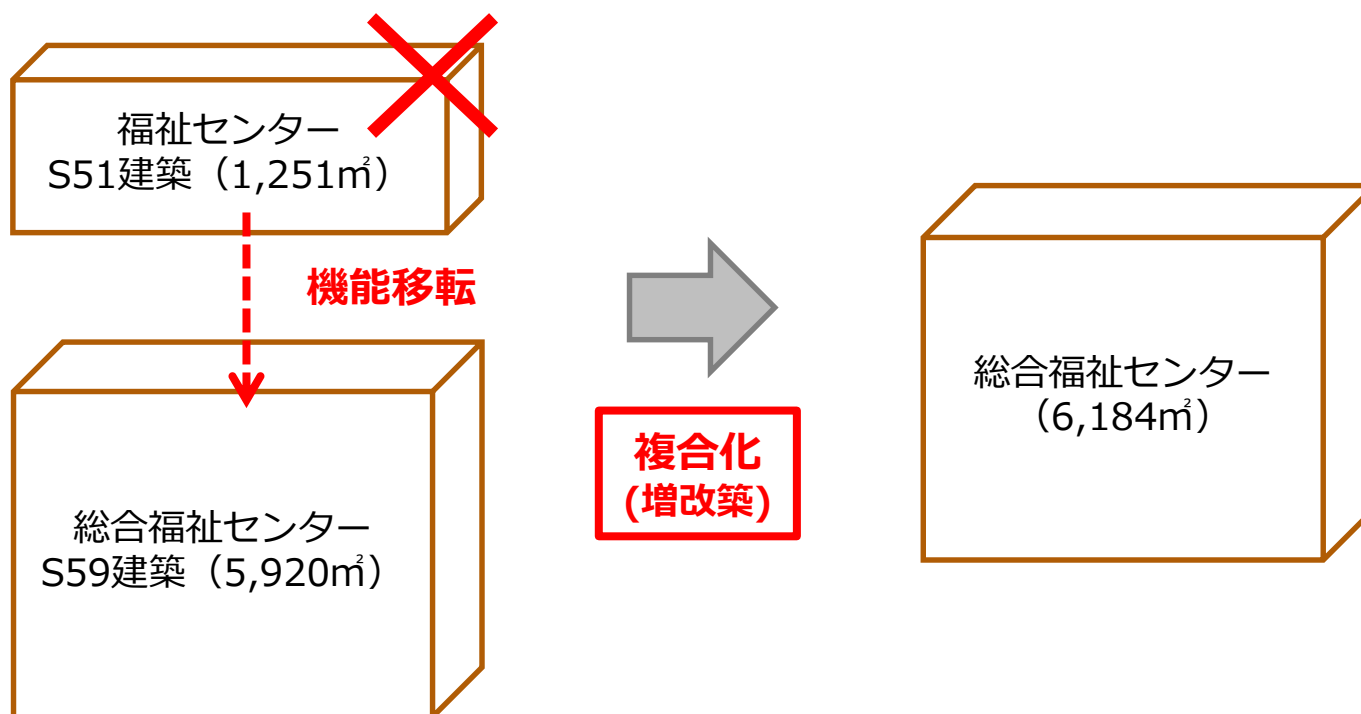 福祉センター
S51建築（1,251㎡）
機能移転
総合福祉センター
S59建築（5,920㎡）
複合化
(増改築)
総合福祉センター
（6,184㎡）